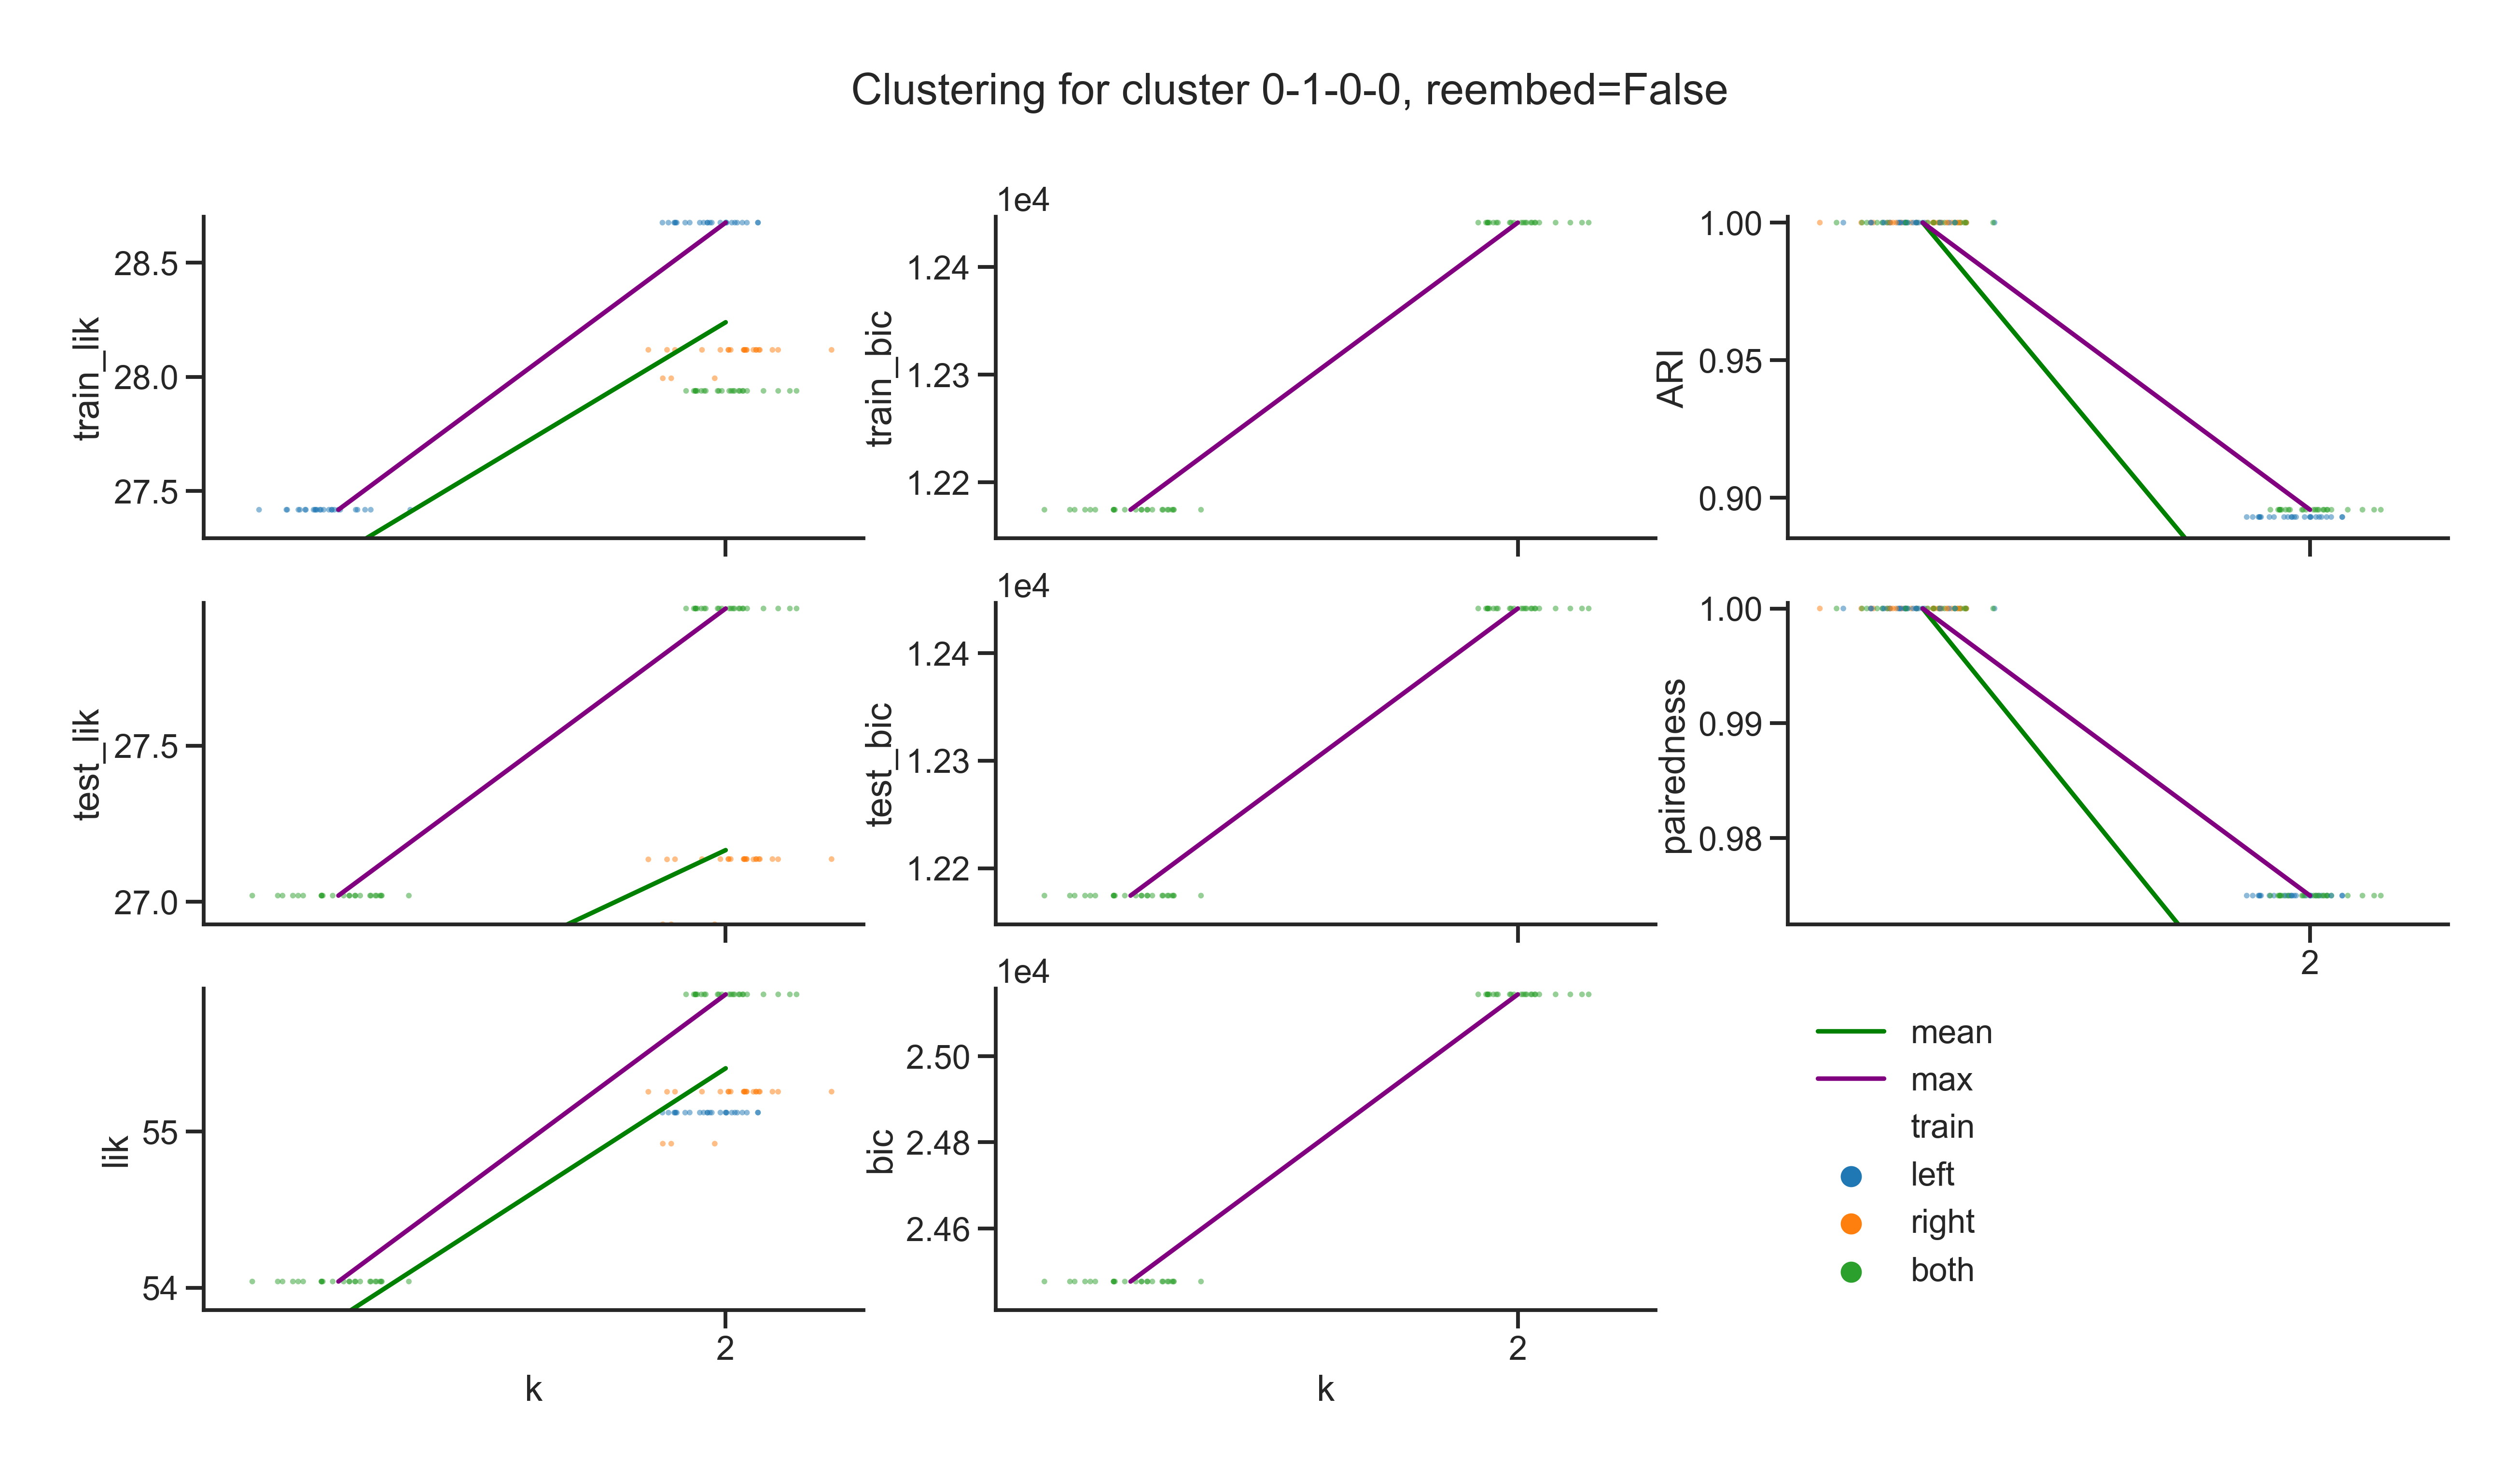 Clustering for cluster 0-1-0-0, reembed=False
train_lik
28.5
28.0
27.5
1e4
train_bic
1.24
1.23
1.22
ARI
1.00
0.95
0.90
test_lik
27.5
27.0
1e4
test_bic
1.24
1.23
1.22
pairedness
1.00
0.99
0.98
2
lik
55
54
2
k
1e4
bic
2.50
2.48
2.46
2
k
mean
max
train
left
right
both